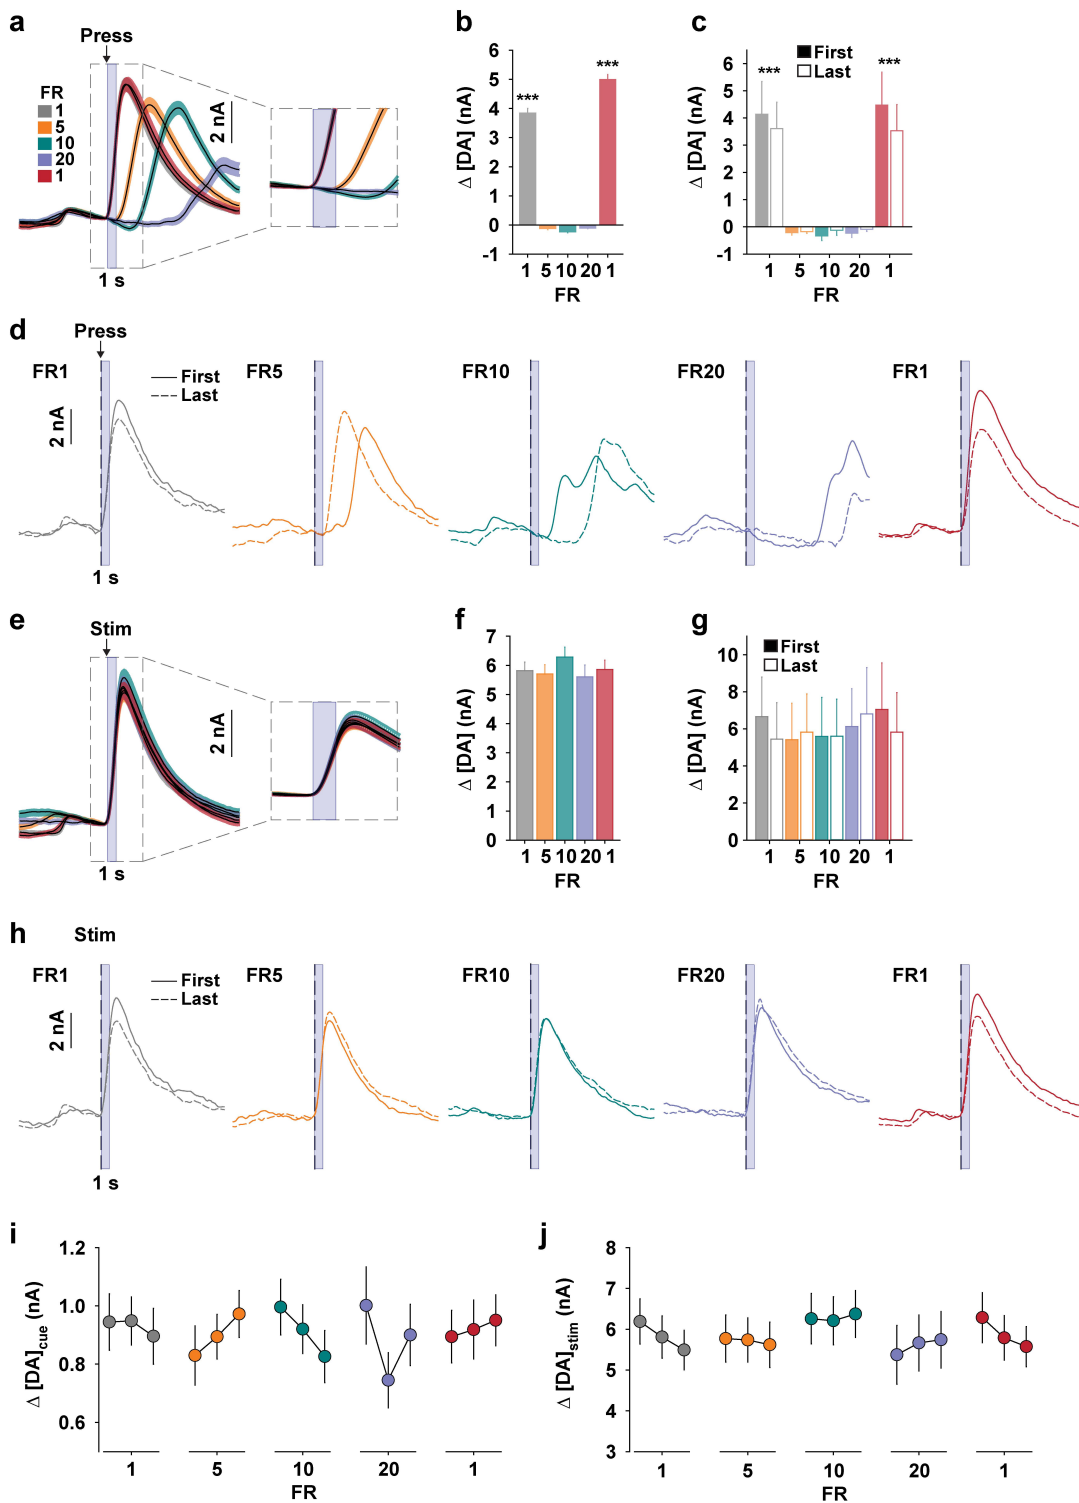 a
Press
FR
1
5
10
20
1
2 nA
1 s
b
Δ [DA] (nA)
6
5
4
3
2
1
0
-1
***
***
1 5 10 20 1
FR
c
Δ [DA] (nA)
6
5
4
3
2
1
0
-1
First
Last
***
***
1 5 10 20 1
FR
d
Press
FR1
First
Last
FR5
FR10
FR20
FR1
2 nA
1 s
e
Stim
2 nA
2 nA
1 s
f
Δ [DA] (nA)
7
6
5
4
3
2
1
0
1 5 10 20 1
FR
g
Δ [DA] (nA)
10
8
6
4
2
0
First
Last
1 5 10 20 1
FR
h
Stim
FR1
First
Last
FR5
FR10
FR20
FR1
2 nA
1 s
i
Δ [DA]cue (nA)
1.2
1.0
0.8
0.6
1 5 10 20 1
FR
j
Δ [DA]stim (nA)
8
7
6
5
4
3
1 5 10 20 1
FR